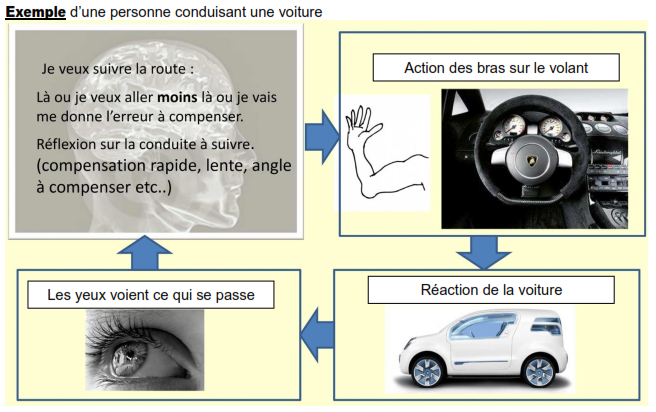 Exemple d'une personne conduisant une voiture
Je veux suivre la route :
Là ou je veux aller moins là ou je vais
me donne l'erreur à compenser.
Réflexion sur la conduite à suivre.
(compensation rapide, lente, angle
à compenser etc..)
Action des bras sur le volant
Réaction de la voiture
Les yeux voient ce qui se passe